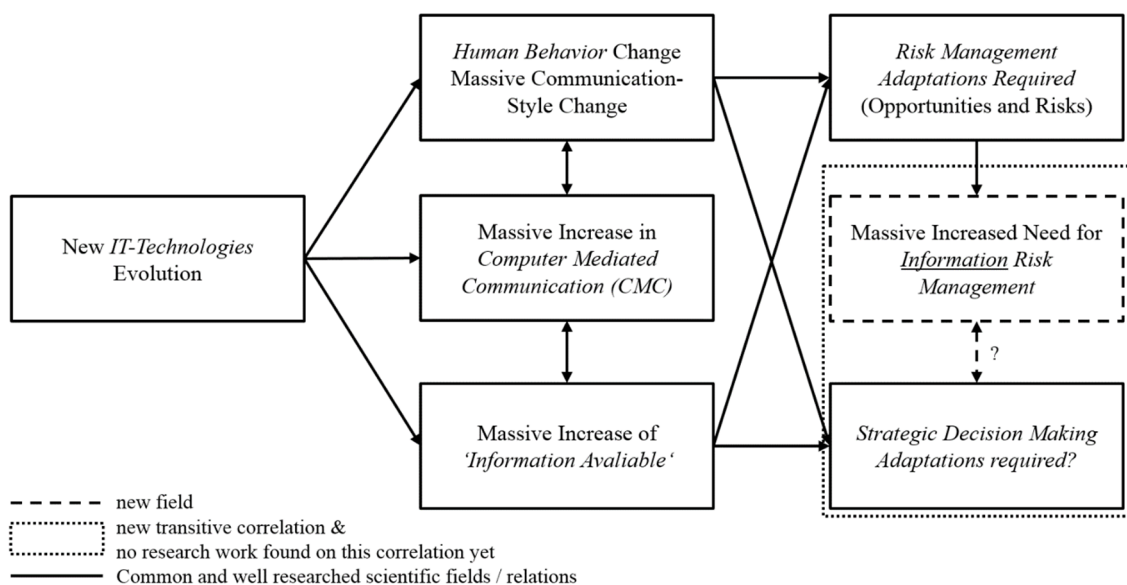 New IT-Technologies
Evolution
Human Behavior Change
Massive Communication-
Style Change
Massive Increase in
Computer Mediated
Communication (CMC)
Massive Increase of
‘Information Avaliable‘
Risk Management
Adaptations Required
(Opportunities and Risks)
Massive Increased Need for
Information Risk
Management
?
Strategic Decision Making
Adaptations required?
new field
new transitive correlation &
no research work found on this correlation yet
Common and well researched scientific fields / relations